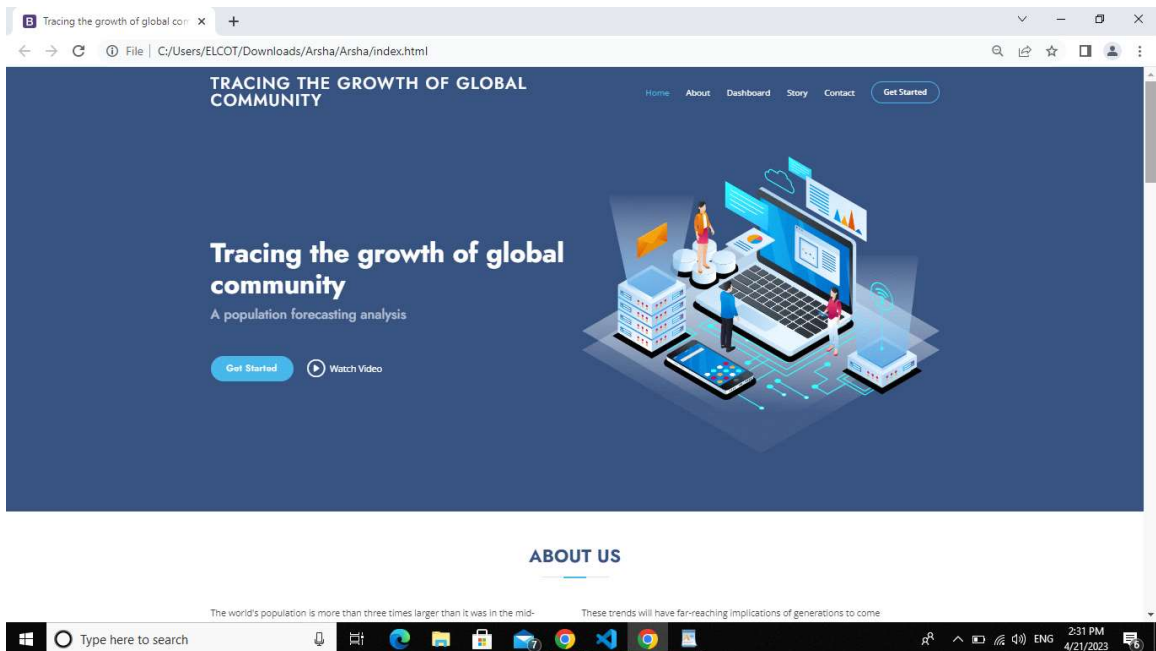 B Tracing the growth of global com
File C:/Users/ELCOT/Downloads/Arsha/Arsha/index.html
TRACING THE GROWTH OF GLOBAL
COMMUNITY
Home About Dashboard Story Contact Get Started
Tracing the growth of global
community
A population forecasting analysis
Get Started Watch Video
ABOUT US
The world's population is more than three times larger than it was in the mid-
These trends will have far-reaching implications of generations to come
Type here to search
7
ENG
2:31 PM
4/21/2023
6